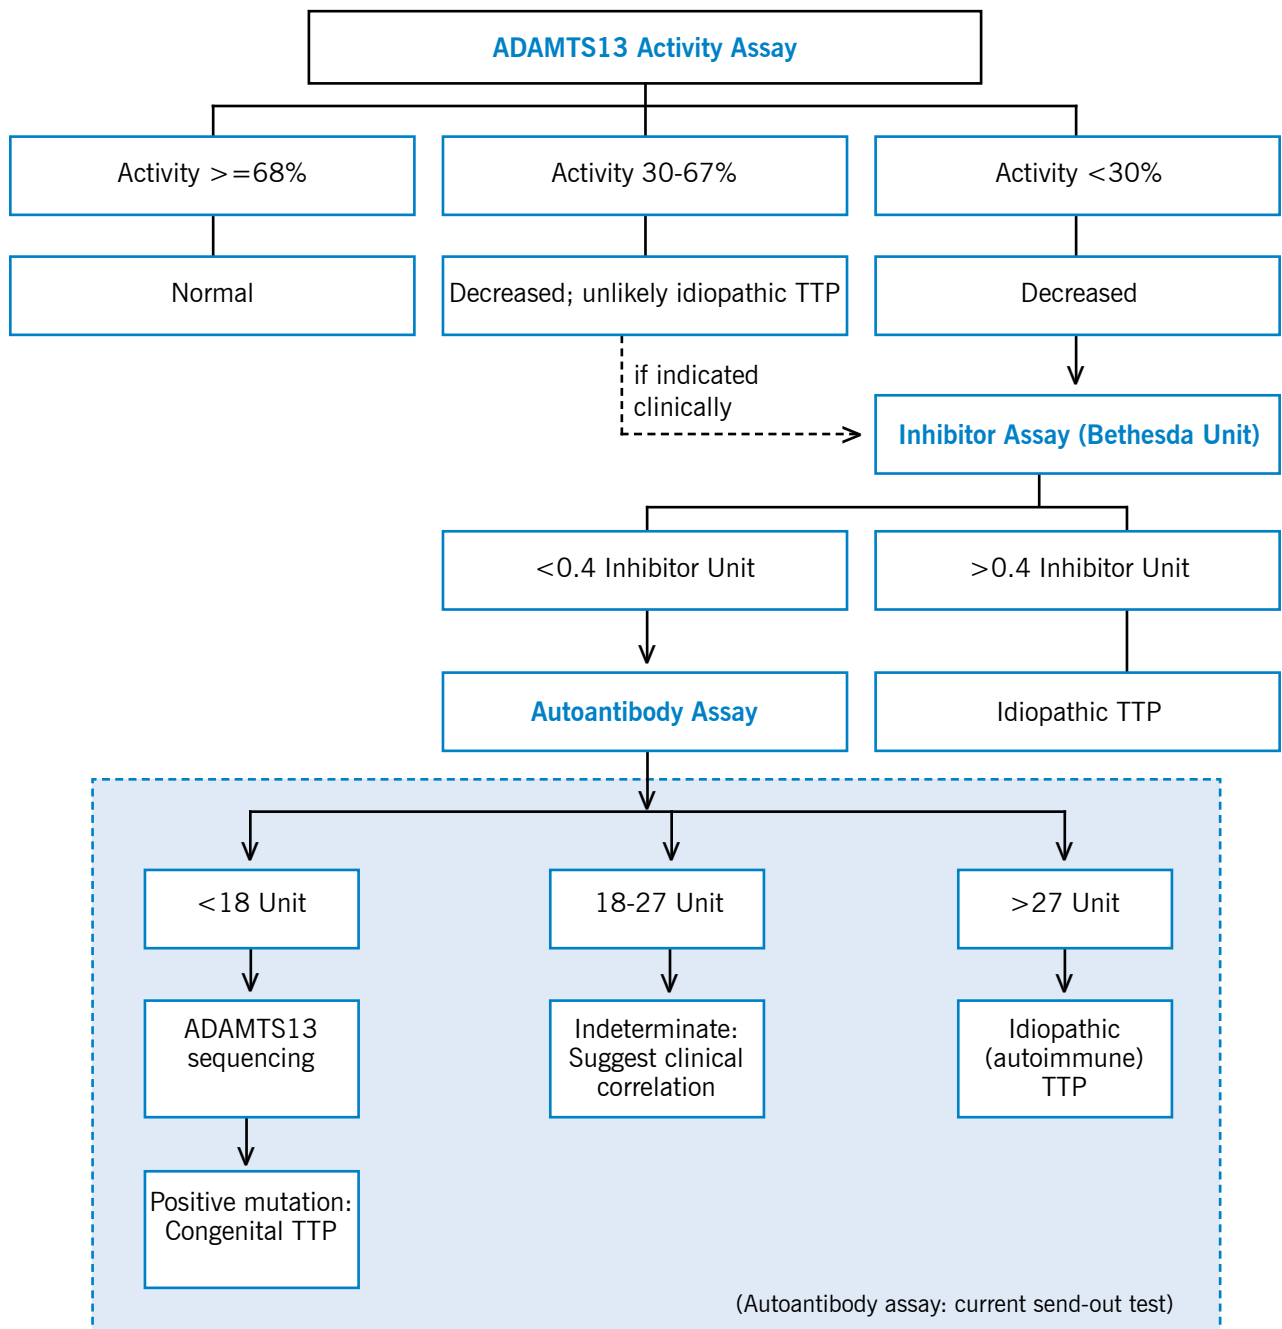 ADAMTS13 Activity Assay
Activity >=68%
Activity 30-67%
Activity <30%
Normal
Decreased; unlikely idiopathic TTP
Decreased
if indicated
clinically
Inhibitor Assay (Bethesda Unit)
<0.4 Inhibitor Unit
>0.4 Inhibitor Unit
Autoantibody Assay
Idiopathic TTP
<18 Unit
18-27 Unit
>27 Unit
ADAMTS13
sequencing
Indeterminate:
Suggest clinical
correlation
Idiopathic
(autoimmune)
TTP
Positive mutation:
Congenital TTP
(Autoantibody assay: current send-out test)